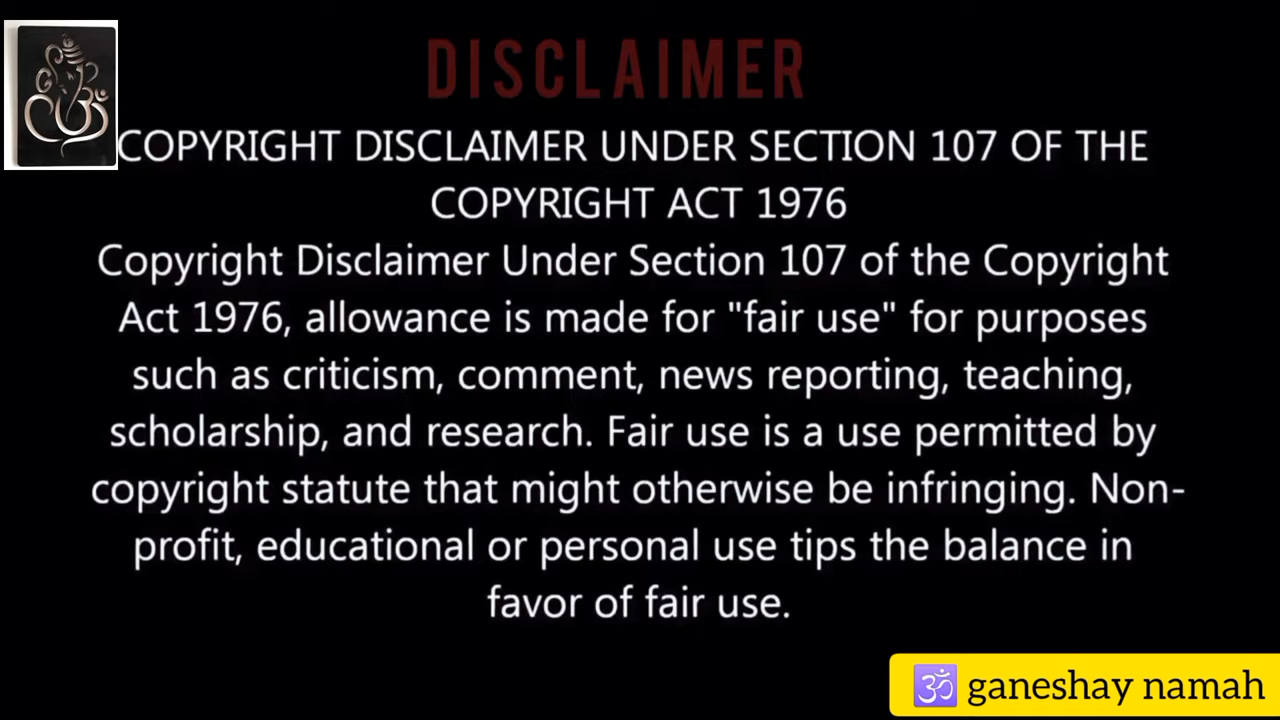 DISCLAIMER
COPYRIGHT DISCLAIMER UNDER SECTION 107 OF THE
COPYRIGHT ACT 1976
Copyright Disclaimer Under Section 107 of the Copyright
Act 1976, allowance is made for "fair use" for purposes
such as criticism, comment, news reporting, teaching,
scholarship, and research. Fair use is a use permitted by
copyright statute that might otherwise be infringing. Non-
profit, educational or personal use tips the balance in
favor of fair use.
🕉 ganeshay namah